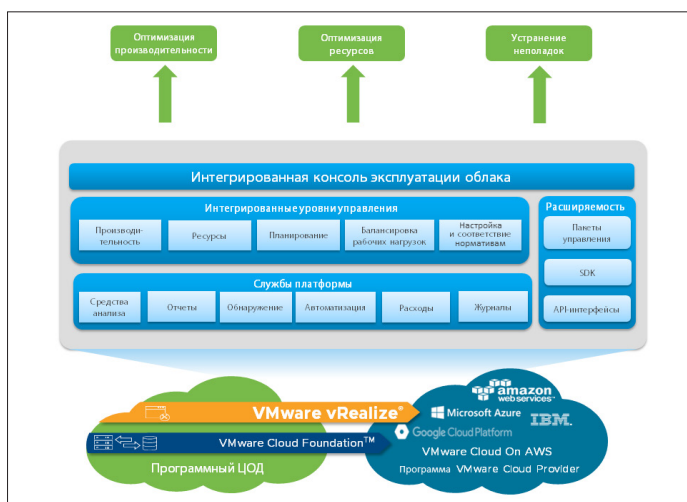 Оптимизация
производительности
Оптимизация
ресурсов
Устранение
неполадок
Интегрированная консоль эксплуатации облака
Интегрированные уровни управления
Производи-
тельность
Ресурсы
Планирование
Балансировка
рабочих нагрузок
Настройка
и соответствие
нормативам
Расширяемость
Пакеты
управления
SDK
API-интерфейсы
Службы платформы
Средства
анализа
Отчеты
Обнаружение
Автоматизация
Расходы
Журналы
VMware vRealize®
VMware Cloud Foundation™
Программный ЦОД
amazon
webservices™
Microsoft Azure
IBM
Google Cloud Platform
VMware Cloud On AWS
Программа VMware Cloud Provider